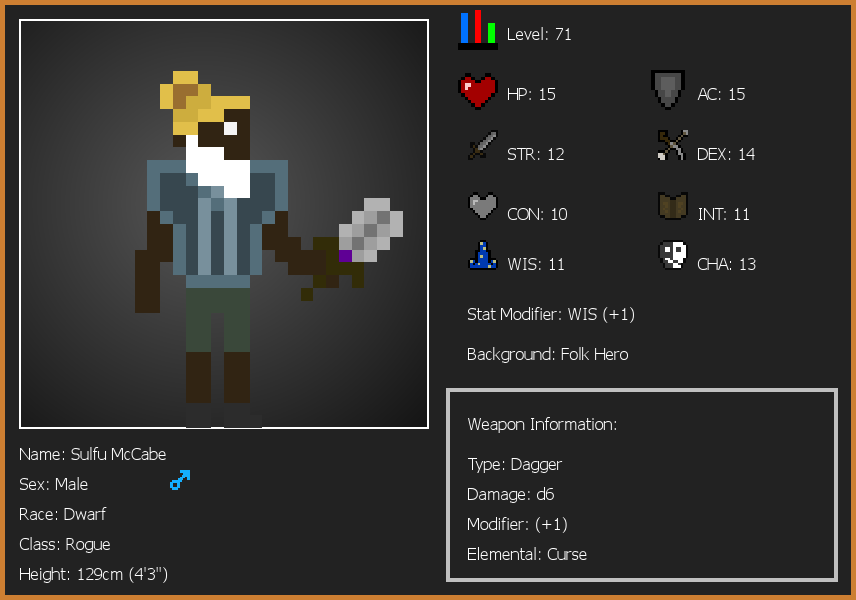 Level: 71
HP: 15
AC: 15
STR: 12
DEX: 14
CON: 10
INT: 11
WIS: 11
CHA: 13
Stat Modifier: WIS (+1)
Background: Folk Hero
Weapon Information:
Type: Dagger
Damage: d6
Modifier: (+1)
Elemental: Curse
Name: Sulfu McCabe
Sex: Male
Race: Dwarf
Class: Rogue
Height: 129cm (4'3")